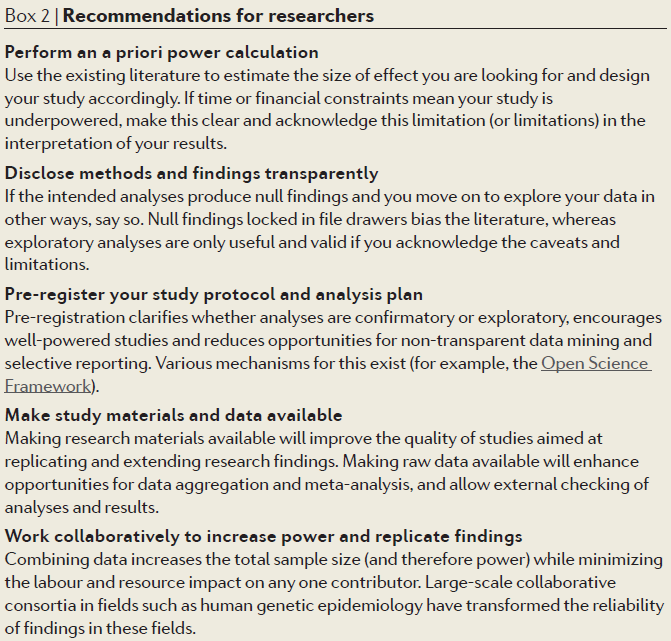 Box 2 | Recommendations for researchers
Perform an a priori power calculation
Use the existing literature to estimate the size of effect you are looking for and design
your study accordingly. If time or financial constraints mean your study is
underpowered, make this clear and acknowledge this limitation (or limitations) in the
interpretation of your results.
Disclose methods and findings transparently
If the intended analyses produce null findings and you move on to explore your data in
other ways, say so. Null findings locked in file drawers bias the literature, whereas
exploratory analyses are only useful and valid if you acknowledge the caveats and
limitations.
Pre-register your study protocol and analysis plan
Pre-registration clarifies whether analyses are confirmatory or exploratory, encourages
well-powered studies and reduces opportunities for non-transparent data mining and
selective reporting. Various mechanisms for this exist (for example, the Open Science
Framework).
Make study materials and data available
Making research materials available will improve the quality of studies aimed at
replicating and extending research findings. Making raw data available will enhance
opportunities for data aggregation and meta-analysis, and allow external checking of
analyses and results.
Work collaboratively to increase power and replicate findings
Combining data increases the total sample size (and therefore power) while minimizing
the labour and resource impact on any one contributor. Large-scale collaborative
consortia in fields such as human genetic epidemiology have transformed the reliability
of findings in these fields.